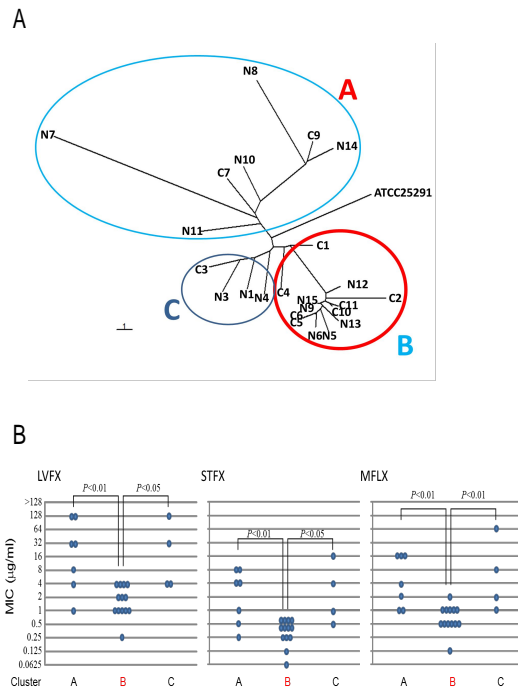 A
N8
A
N7
C9
N14
N10
C7
ATCC25291
N11
C1
C3
N12
N3
N1
N4
C4
N15
C2
N9
C11
C6
C10
C5
N13
C
N6
N5
B
1
B
LVFX
STFX
MFLX
P<0.01
P<0.05
P<0.01
P<0.05
P<0.01
P<0.01
MIC (μg/ml)
>128
128
64
32
16
8
4
2
1
0.5
0.25
0.125
0.0625
Cluster A B C A B C A B C